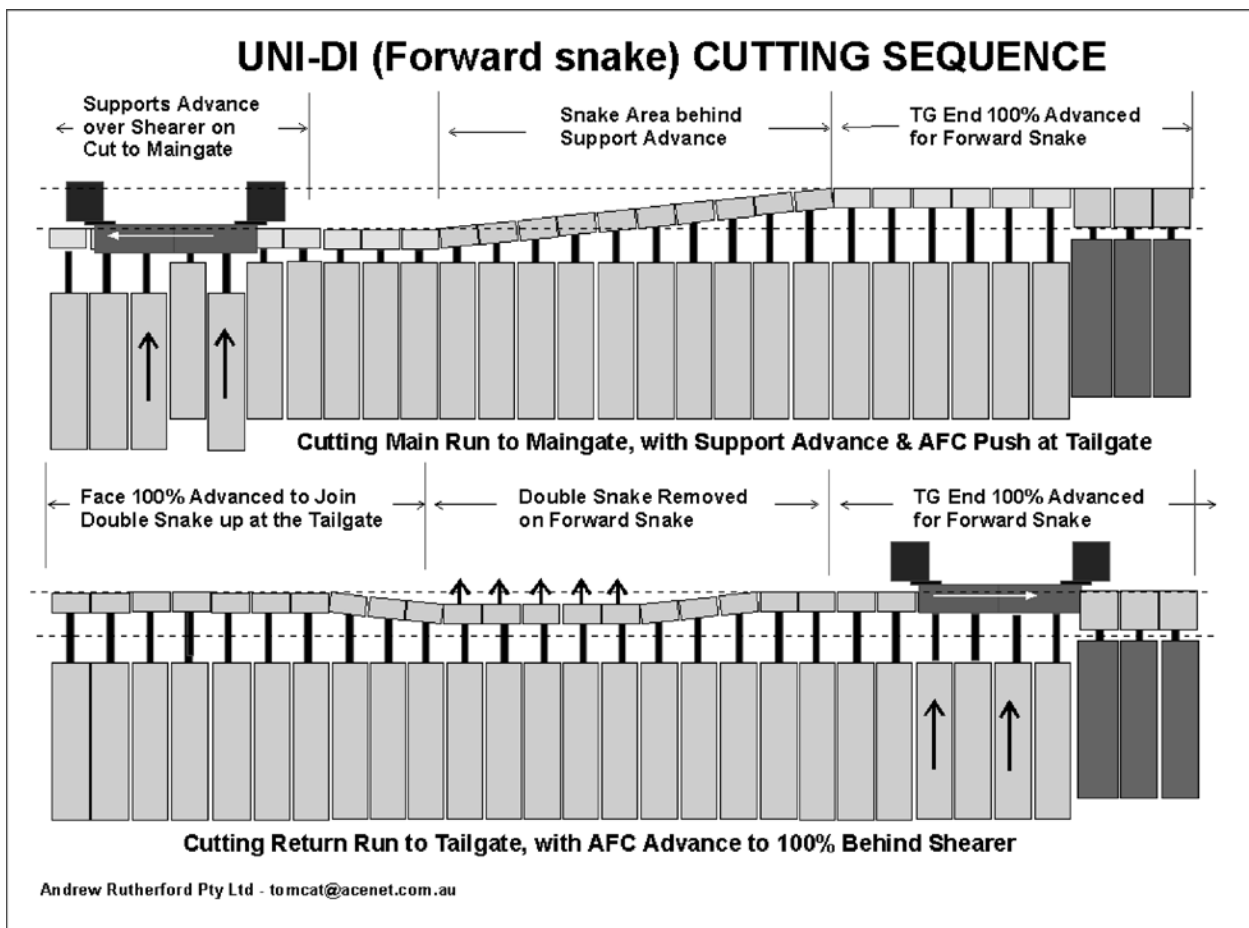 UNI-DI (Forward snake) CUTTING SEQUENCE
Supports Advance
over Shearer on
Cut to Maingate
Snake Area behind
Support Advance
TG End 100% Advanced
for Forward Snake
Cutting Main Run to Maingate, with Support Advance & AFC Push at Tailgate
Face 100% Advanced to Join
Double Snake up at the Tailgate
Double Snake Removed
on Forward Snake
TG End 100% Advanced
for Forward Snake
Cutting Return Run to Tailgate, with AFC Advance to 100% Behind Shearer
Andrew Rutherford Pty Ltd - tomcat@acenet.com.au